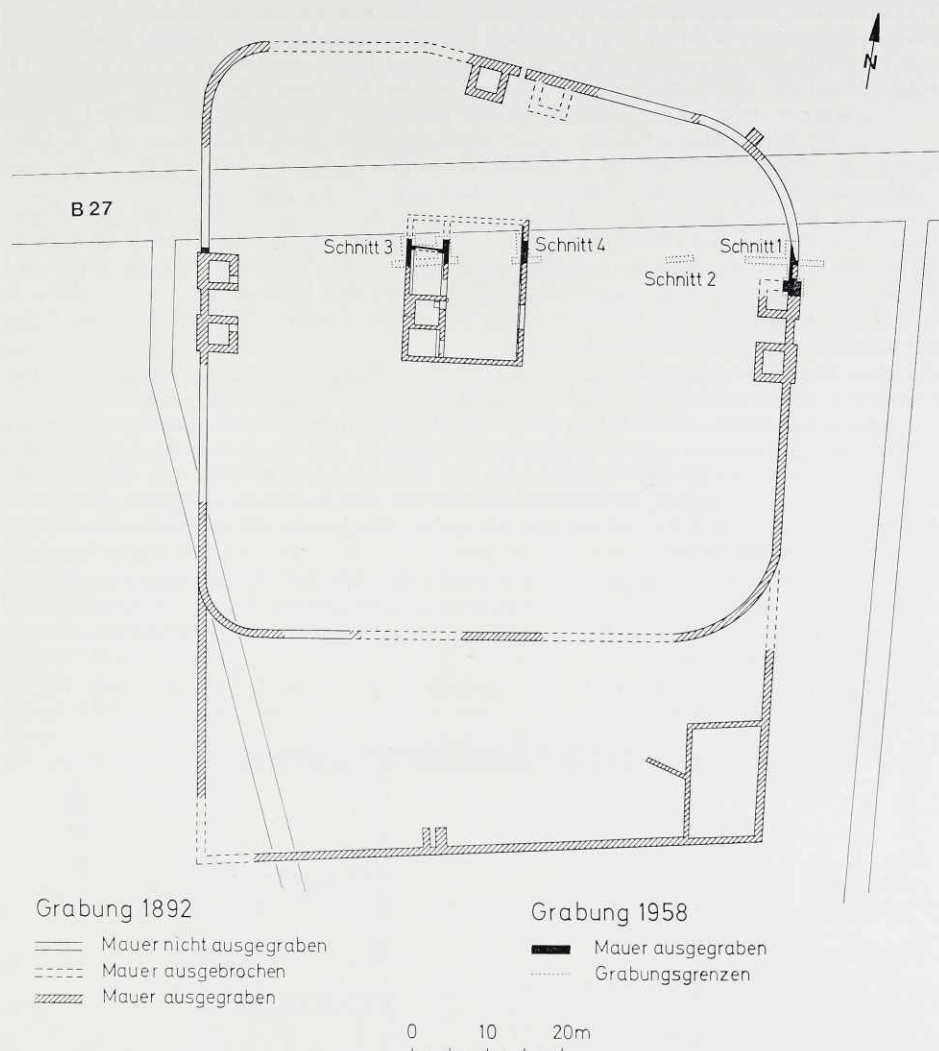 N
B 27
Schnitt 3
Schnitt 4
Schnitt 1
Schnitt 2
Grabung 1892
Mauer nicht ausgegraben
Mauer ausgebrochen
Mauer ausgegraben
Grabung 1958
Mauer ausgegraben
Grabungsgrenzen
0 10 20m